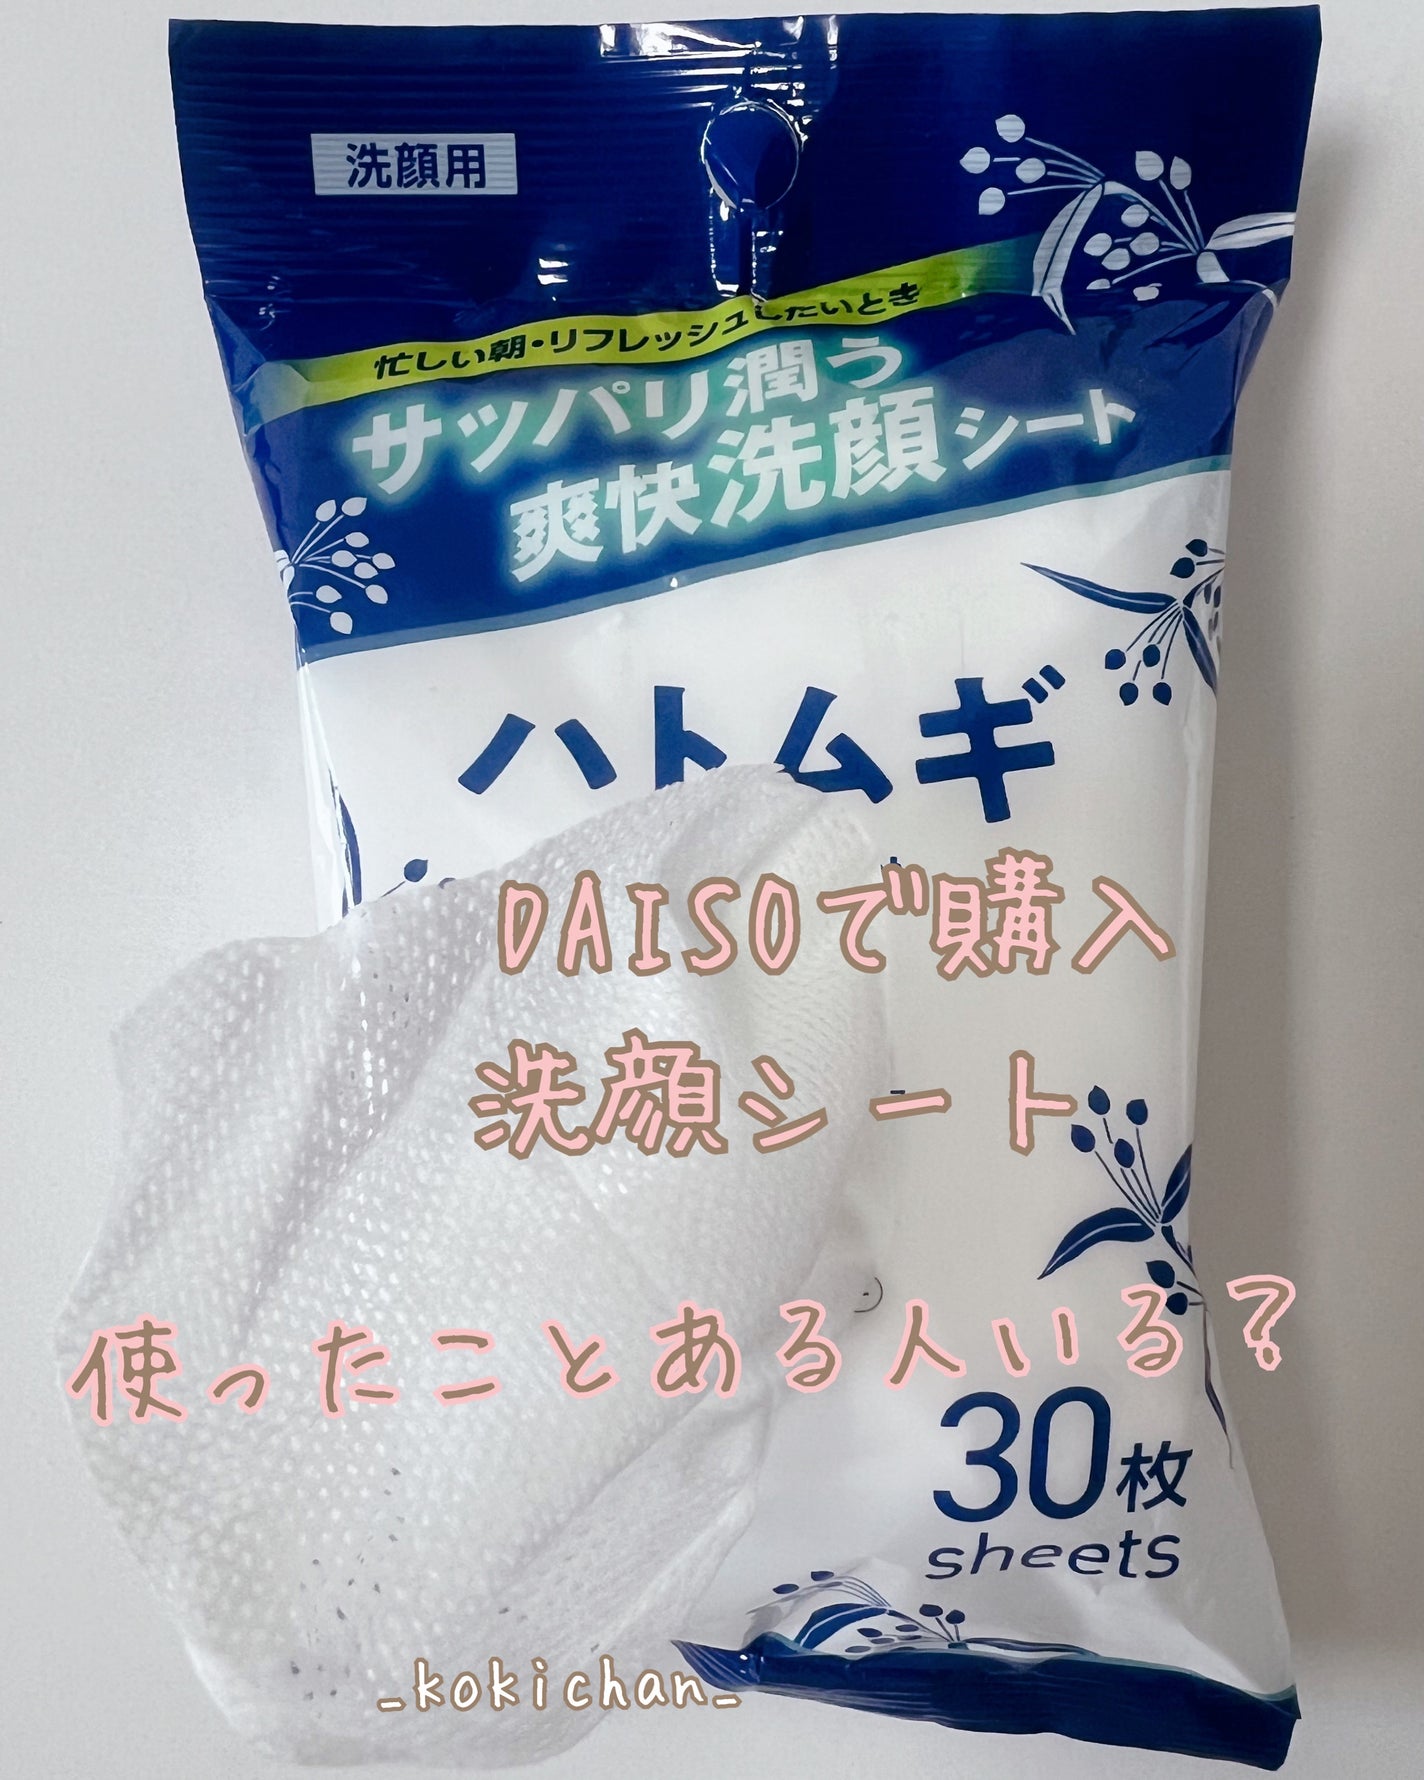 洗顔用
忙しい朝・リフレッシュしたいとき
サッパリ潤う
爽快洗顔シート
ハトムギ
DAISOで購入
洗顔シート
使ったことある人いる？
30枚
sheets
_kokichan_